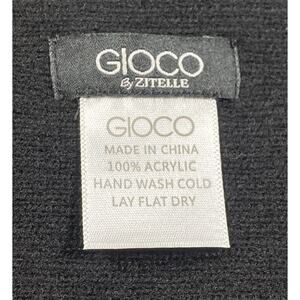 GIOCO
By ZITELLE
GIOCO
MADE IN CHINA
100% ACRYLIC
HAND WASH COLD
LAY FLAT DRY